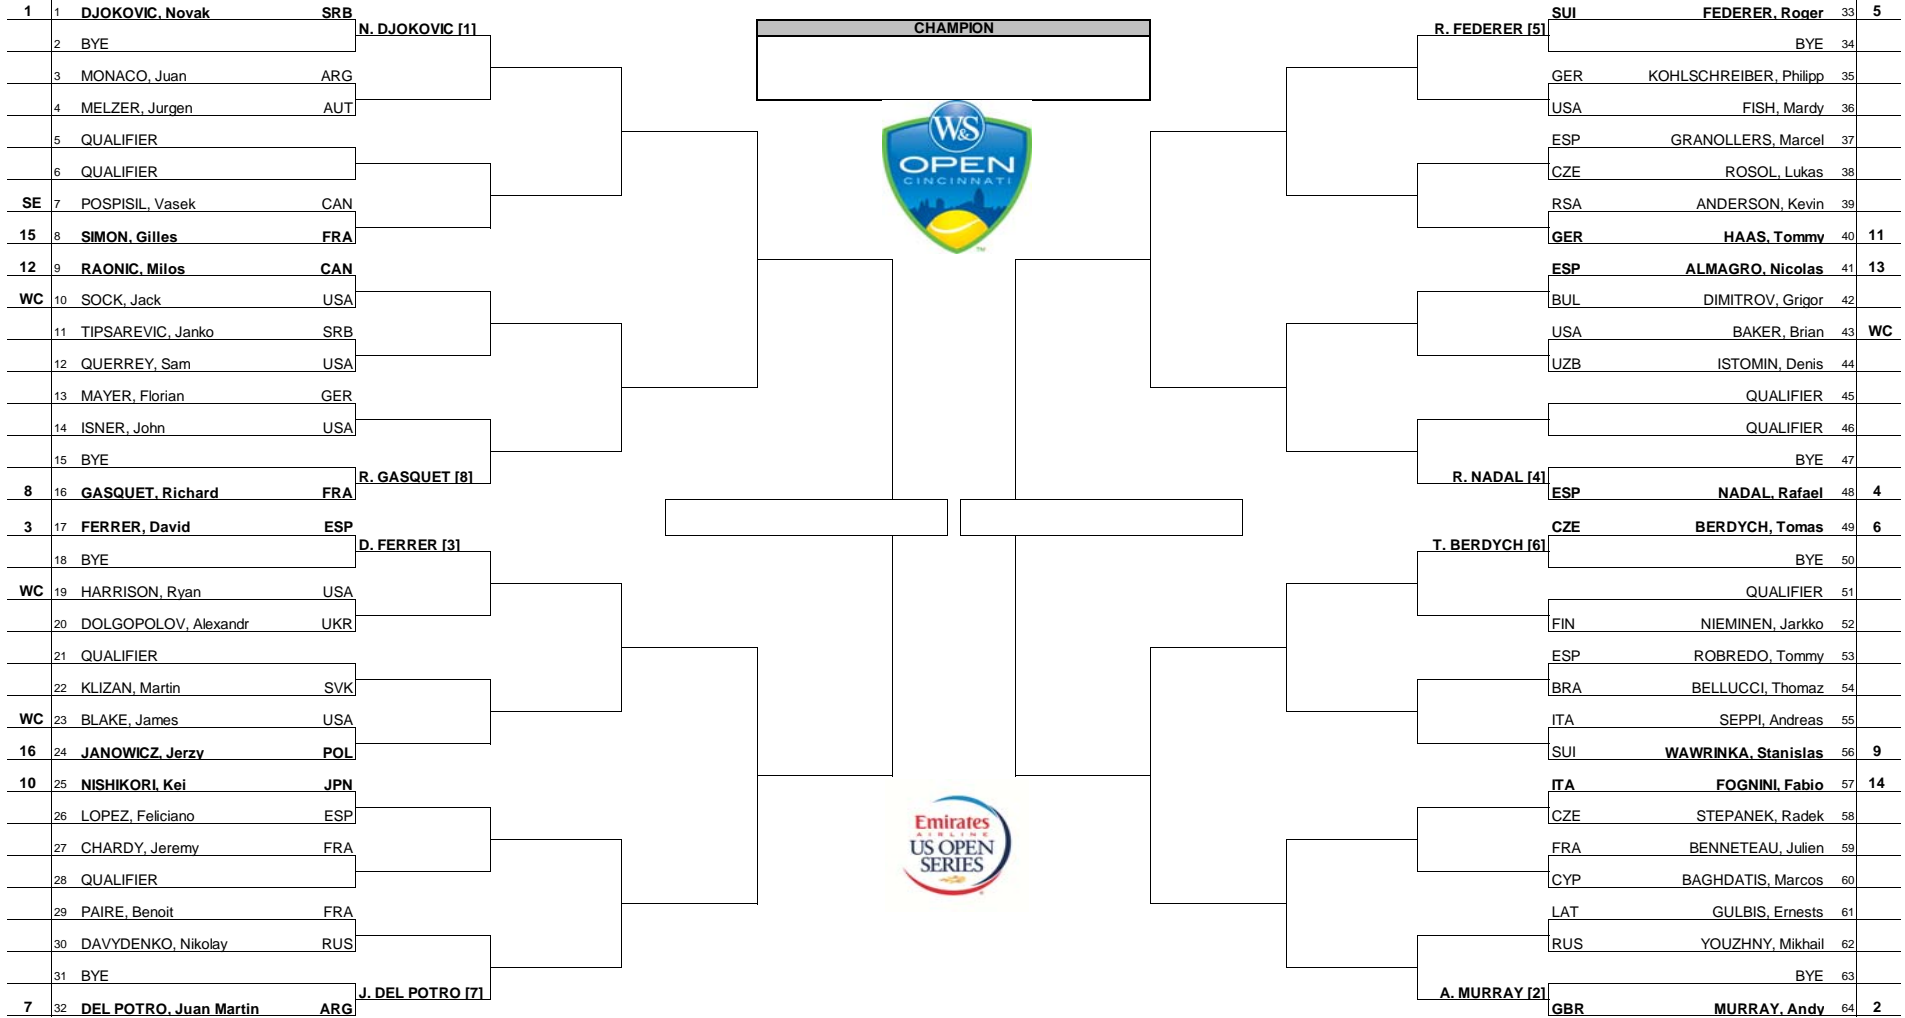 1 1 DJOKOVIC, Novak SRB
N. DJOKOVIC [1]
2 BYE
3 MONACO, Juan ARG
4 MELZER, Jurgen AUT
5 QUALIFIER
6 QUALIFIER
SE 7 POSPISIL, Vasek CAN
15 8 SIMON, Gilles FRA
12 9 RAONIC, Milos CAN
WC 10 SOCK, Jack USA
11 TIPSAREVIC, Janko SRB
12 QUERREY, Sam USA
13 MAYER, Florian GER
14 ISNER, John USA
15 BYE
R. GASQUET [8]
8 16 GASQUET, Richard FRA
3 17 FERRER, David ESP
D. FERRER [3]
18 BYE
WC 19 HARRISON, Ryan USA
20 DOLGOPOLOV, Alexandr UKR
21 QUALIFIER
22 KLIZAN, Martin SVK
WC 23 BLAKE, James USA
16 24 JANOWICZ, Jerzy POL
10 25 NISHIKORI, Kei JPN
26 LOPEZ, Feliciano ESP
27 CHARDY, Jeremy FRA
28 QUALIFIER
29 PAIRE, Benoit FRA
30 DAVYDENKO, Nikolay RUS
31 BYE
J. DEL POTRO [7]
7 32 DEL POTRO, Juan Martin ARG
CHAMPION
W&S
OPEN
CINCINNATI
TM
Emirates
AIRLINE
US OPEN
SERIES
SUI FEDERER, Roger 33 5
R. FEDERER [5]
BYE 34
GER KOHLSCHREIBER, Philipp 35
USA FISH, Mardy 36
ESP GRANOLLERS, Marcel 37
CZE ROSOL, Lukas 38
RSA ANDERSON, Kevin 39
GER HAAS, Tommy 40 11
ESP ALMAGRO, Nicolas 41 13
BUL DIMITROV, Grigor 42
USA BAKER, Brian 43 WC
UZB ISTOMIN, Denis 44
QUALIFIER 45
QUALIFIER 46
BYE 47
R. NADAL [4]
ESP NADAL, Rafael 48 4
CZE BERDYCH, Tomas 49 6
T. BERDYCH [6]
BYE 50
QUALIFIER 51
FIN NIEMINEN, Jarkko 52
ESP ROBREDO, Tommy 53
BRA BELLUCCI, Thomaz 54
ITA SEPPI, Andreas 55
SUI WAWRINKA, Stanislas 56 9
ITA FOGNINI, Fabio 57 14
CZE STEPANEK, Radek 58
FRA BENNETEAU, Julien 59
CYP BAGHDATIS, Marcos 60
LAT GULBIS, Ernests 61
RUS YOUZHNY, Mikhail 62
BYE 63
A. MURRAY [2]
GBR MURRAY, Andy 64 2